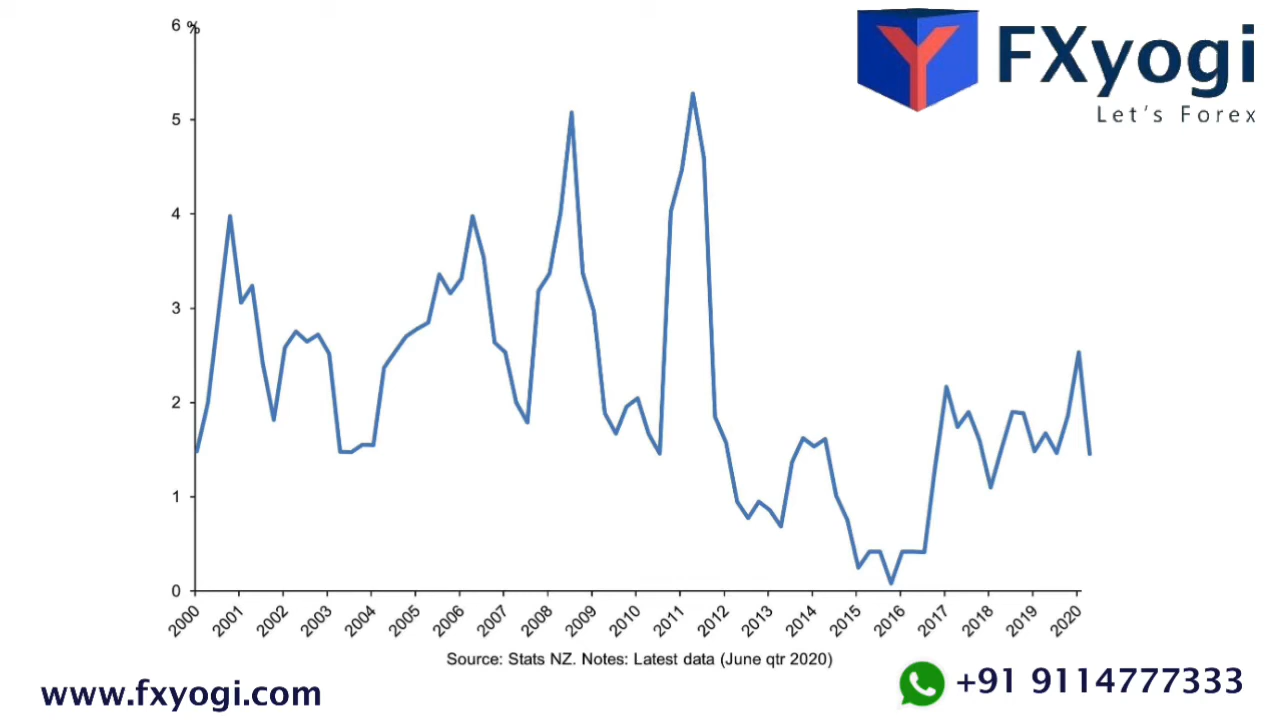 6 %
FXyogi
Let's Forex
5
4
3
2
1
0
2000 2001 2002 2003 2004 2005 2006 2007 2008 2009 2010 2011 2012 2013 2014 2015 2016 2017 2018 2019 2020
Source: Stats NZ. Notes: Latest data (June qtr 2020)
www.fxyogi.com
+91 9114777333